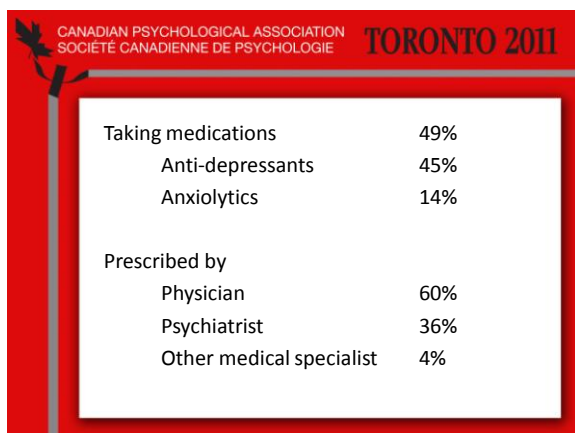 CANADIAN PSYCHOLOGICAL ASSOCIATION
SOCIÉTÉ CANADIENNE DE PSYCHOLOGIE
TORONTO 2011
Taking medications 49%
Anti-depressants 45%
Anxiolytics 14%
Prescribed by
Physician 60%
Psychiatrist 36%
Other medical specialist 4%